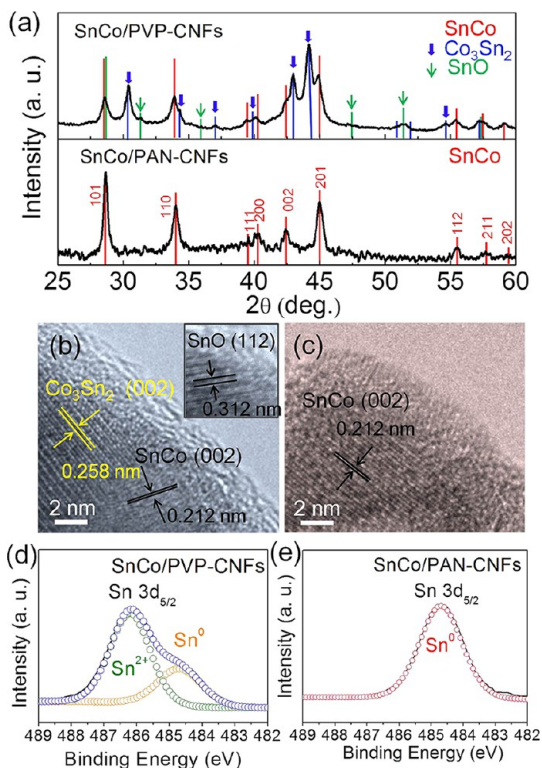 (a)
SnCo/PVP-CNFs
SnCo
Co₃Sn₂
SnO
Intensity (a. u.)
SnCo/PAN-CNFs
SnCo
101
110
111
200
002
201
112
211
202
25 30 35 40 45 50 55 60
2θ (deg.)
(b)
SnO (112)
0.312 nm
Co₃Sn₂ (002)
0.258 nm
SnCo (002)
0.212 nm
2 nm
(c)
SnCo (002)
0.212 nm
2 nm
(d)
SnCo/PVP-CNFs
Sn 3d₅/₂
Sn⁰
Sn²⁺
Intensity (a. u.)
489 488 487 486 485 484 483 482
Binding Energy (eV)
(e)
SnCo/PAN-CNFs
Sn 3d₅/₂
Sn⁰
Intensity (a. u.)
489 488 487 486 485 484 483 482
Binding Energy (eV)